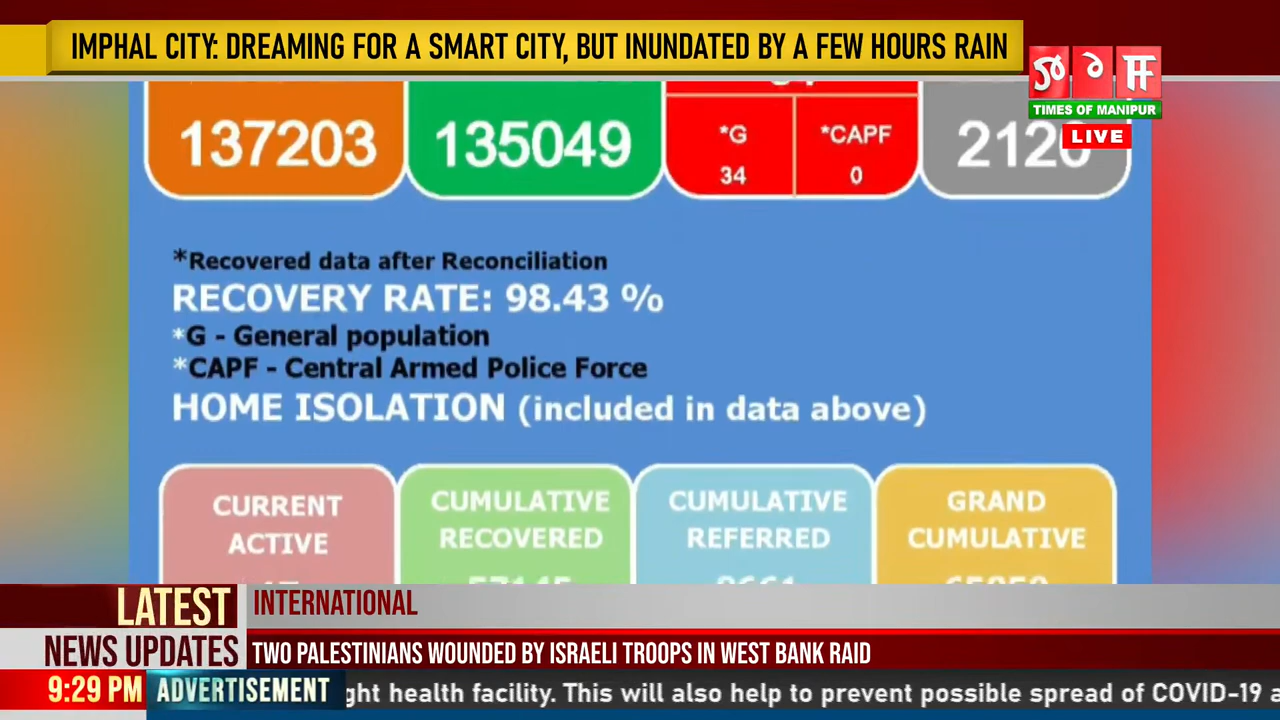 IMPHAL CITY: DREAMING FOR A SMART CITY, BUT INUNDATED BY A FEW HOURS RAIN
TIMES OF MANIPUR
LIVE
137203
135049
*G
*CAPF
34
0
2120
*Recovered data after Reconciliation
RECOVERY RATE: 98.43 %
*G - General population
*CAPF - Central Armed Police Force
HOME ISOLATION (included in data above)
CURRENT
ACTIVE
CUMULATIVE
RECOVERED
CUMULATIVE
REFERRED
GRAND
CUMULATIVE
LATEST
NEWS UPDATES
INTERNATIONAL
TWO PALESTINIANS WOUNDED BY ISRAELI TROOPS IN WEST BANK RAID
9:29 PM
ADVERTISEMENT
ght health facility. This will also help to prevent possible spread of COVID-19 a